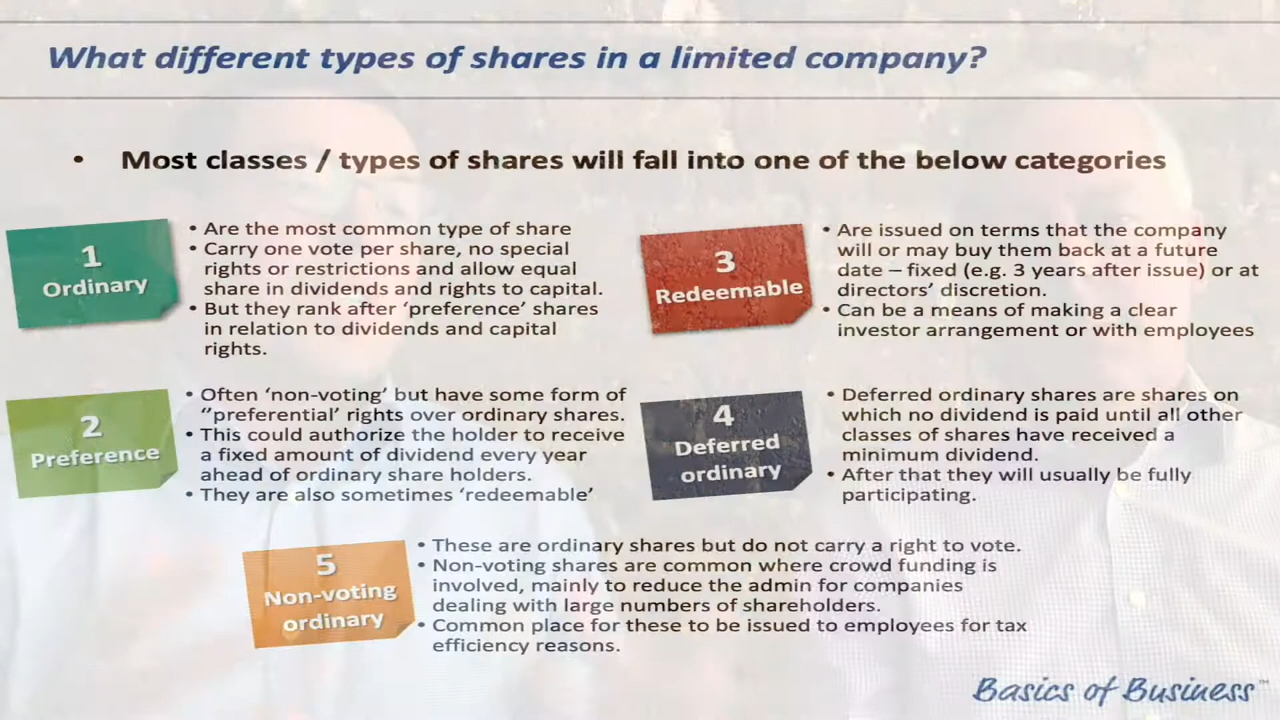 What different types of shares in a limited company?
• Most classes / types of shares will fall into one of the below categories
1
Ordinary
• Are the most common type of share
• Carry one vote per share, no special
rights or restrictions and allow equal
share in dividends and rights to capital.
• But they rank after ‘preference’ shares
in relation to dividends and capital
rights.
2
Preference
• Often ‘non-voting’ but have some form of
‘’preferential’ rights over ordinary shares.
• This could authorize the holder to receive
a fixed amount of dividend every year
ahead of ordinary share holders.
• They are also sometimes ‘redeemable’
3
Redeemable
• Are issued on terms that the company
will or may buy them back at a future
date – fixed (e.g. 3 years after issue) or at
directors’ discretion.
• Can be a means of making a clear
investor arrangement or with employees
4
Deferred
ordinary
• Deferred ordinary shares are shares on
which no dividend is paid until all other
classes of shares have received a
minimum dividend.
• After that they will usually be fully
participating.
5
Non-voting
ordinary
• These are ordinary shares but do not carry a right to vote.
• Non-voting shares are common where crowd funding is
involved, mainly to reduce the admin for companies
dealing with large numbers of shareholders.
• Common place for these to be issued to employees for tax
efficiency reasons.
Basics of Business™